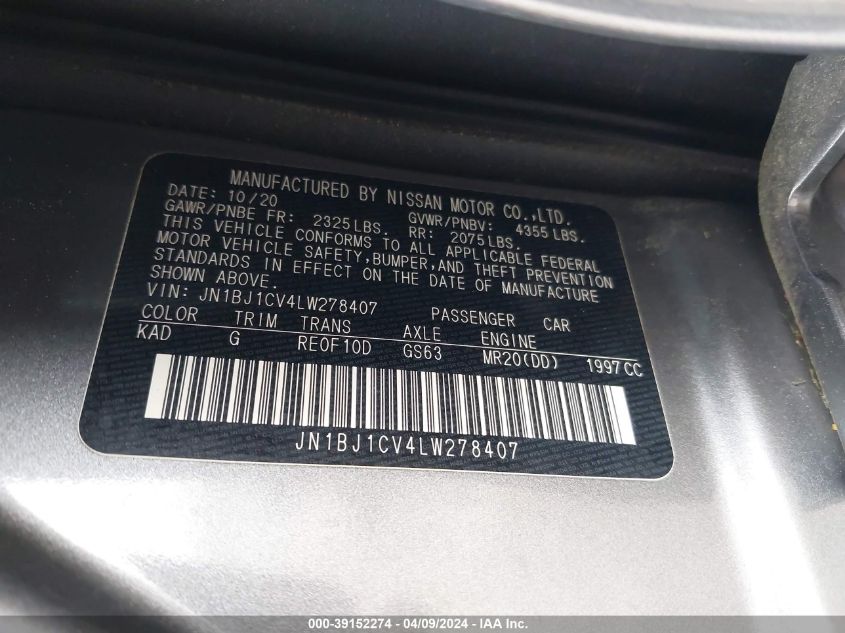 MANUFACTURED BY NISSAN MOTOR CO.,LTD.
DATE: 10/20 GVWR/PNBV: 4355 LBS.
GAWR/PNBE FR: 2325LBS. RR: 2075LBS.
THIS VEHICLE CONFORMS TO ALL APPLICABLE FEDERAL
MOTOR VEHICLE SAFETY,BUMPER,AND THEFT PREVENTION
STANDARDS IN EFFECT ON THE DATE OF MANUFACTURE
SHOWN ABOVE.
VIN: JN1BJ1CV4LW278407 PASSENGER CAR
COLOR TRIM TRANS AXLE ENGINE
KAD G RE0F10D GS63 MR20(DD) 1997CC
JN1BJ1CV4LW278407
000-39152274 - 04/09/2024 - IAA Inc.